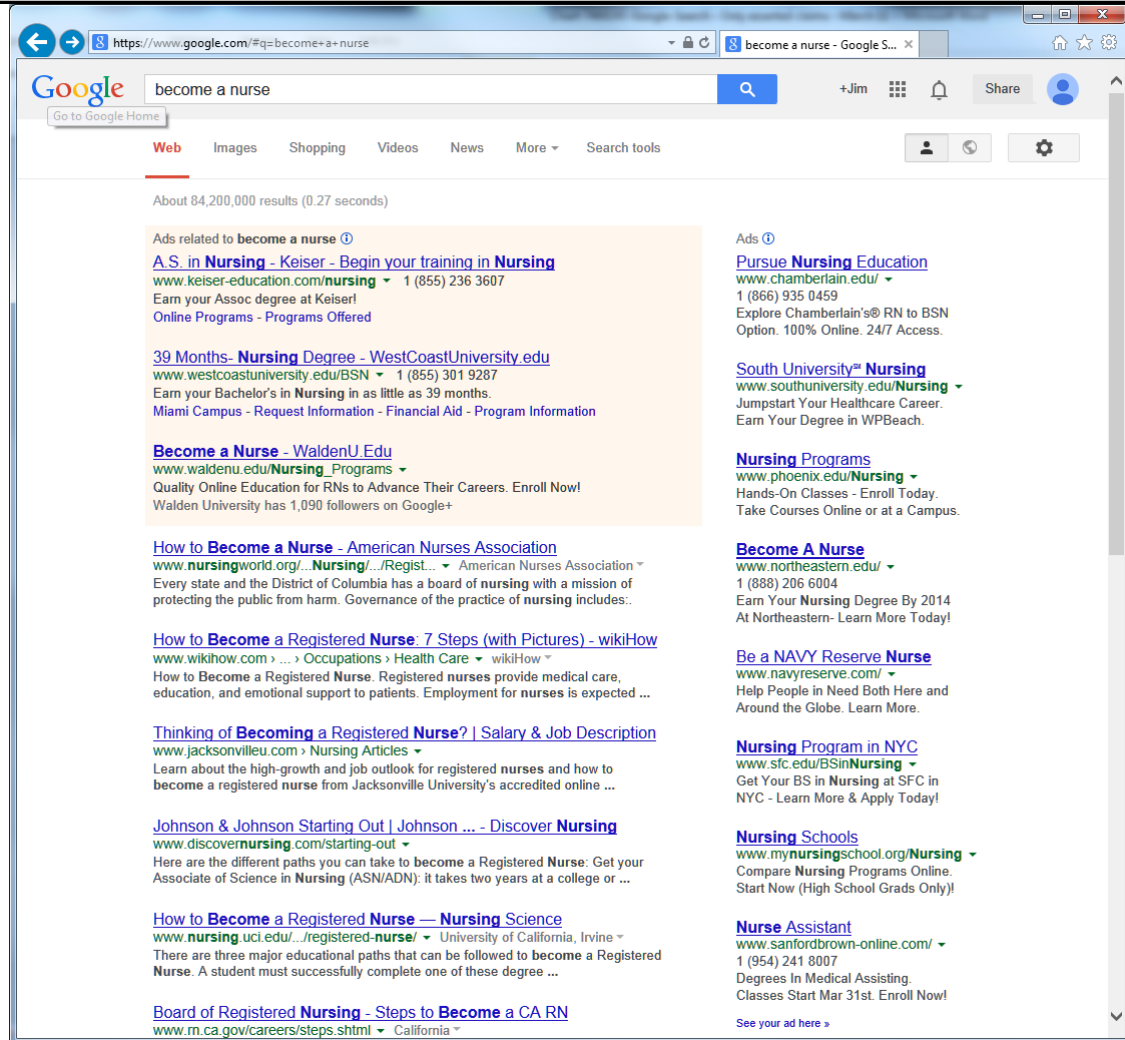 https://www.google.com/#q=become+a+nurse
become a nurse - Google S...
Google
become a nurse
+Jim
Share
Go to Google Home
Web Images Shopping Videos News More Search tools
About 84,200,000 results (0.27 seconds)
Ads related to become a nurse
A.S. in Nursing - Keiser - Begin your training in Nursing
www.keiser-education.com/nursing 1 (855) 236 3607
Earn your Assoc degree at Keiser!
Online Programs - Programs Offered
39 Months- Nursing Degree - WestCoastUniversity.edu
www.westcoastuniversity.edu/BSN 1 (855) 301 9287
Earn your Bachelor's in Nursing in as little as 39 months.
Miami Campus - Request Information - Financial Aid - Program Information
Become a Nurse - WaldenU.Edu
www.waldenu.edu/Nursing_Programs
Quality Online Education for RNs to Advance Their Careers. Enroll Now!
Walden University has 1,090 followers on Google+
How to Become a Nurse - American Nurses Association
www.nursingworld.org/...Nursing/.../Regist... American Nurses Association
Every state and the District of Columbia has a board of nursing with a mission of
protecting the public from harm. Governance of the practice of nursing includes:.
How to Become a Registered Nurse: 7 Steps (with Pictures) - wikiHow
www.wikihow.com › ... › Occupations › Health Care wikiHow
How to Become a Registered Nurse. Registered nurses provide medical care,
education, and emotional support to patients. Employment for nurses is expected ...
Thinking of Becoming a Registered Nurse? | Salary & Job Description
www.jacksonvilleu.com › Nursing Articles
Learn about the high-growth and job outlook for registered nurses and how to
become a registered nurse from Jacksonville University's accredited online ...
Johnson & Johnson Starting Out | Johnson ... - Discover Nursing
www.discovernursing.com/starting-out
Here are the different paths you can take to become a Registered Nurse: Get your
Associate of Science in Nursing (ASN/ADN): it takes two years at a college or ...
How to Become a Registered Nurse — Nursing Science
www.nursing.uci.edu/.../registered-nurse/ University of California, Irvine
There are three major educational paths that can be followed to become a Registered
Nurse. A student must successfully complete one of these degree ...
Board of Registered Nursing - Steps to Become a CA RN
www.rn.ca.gov/careers/steps.shtml California
Ads
Pursue Nursing Education
www.chamberlain.edu/
1 (866) 935 0459
Explore Chamberlain's® RN to BSN
Option. 100% Online. 24/7 Access.
South University℠ Nursing
www.southuniversity.edu/Nursing
Jumpstart Your Healthcare Career.
Earn Your Degree in WPBeach.
Nursing Programs
www.phoenix.edu/Nursing
Hands-On Classes - Enroll Today.
Take Courses Online or at a Campus.
Become A Nurse
www.northeastern.edu/
1 (888) 206 6004
Earn Your Nursing Degree By 2014
At Northeastern- Learn More Today!
Be a NAVY Reserve Nurse
www.navyreserve.com/
Help People in Need Both Here and
Around the Globe. Learn More.
Nursing Program in NYC
www.sfc.edu/BSinNursing
Get Your BS in Nursing at SFC in
NYC - Learn More & Apply Today!
Nursing Schools
www.mynursingschool.org/Nursing
Compare Nursing Programs Online.
Start Now (High School Grads Only)!
Nurse Assistant
www.sanfordbrown-online.com/
1 (954) 241 8007
Degrees In Medical Assisting.
Classes Start Mar 31st. Enroll Now!
See your ad here »